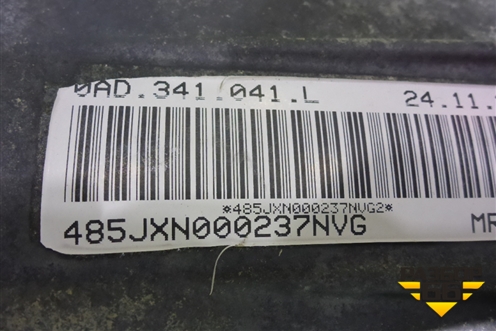 0AD.341.041.L 24.11.
*485JXN000237NVG2*
485JXN000237NVG MR